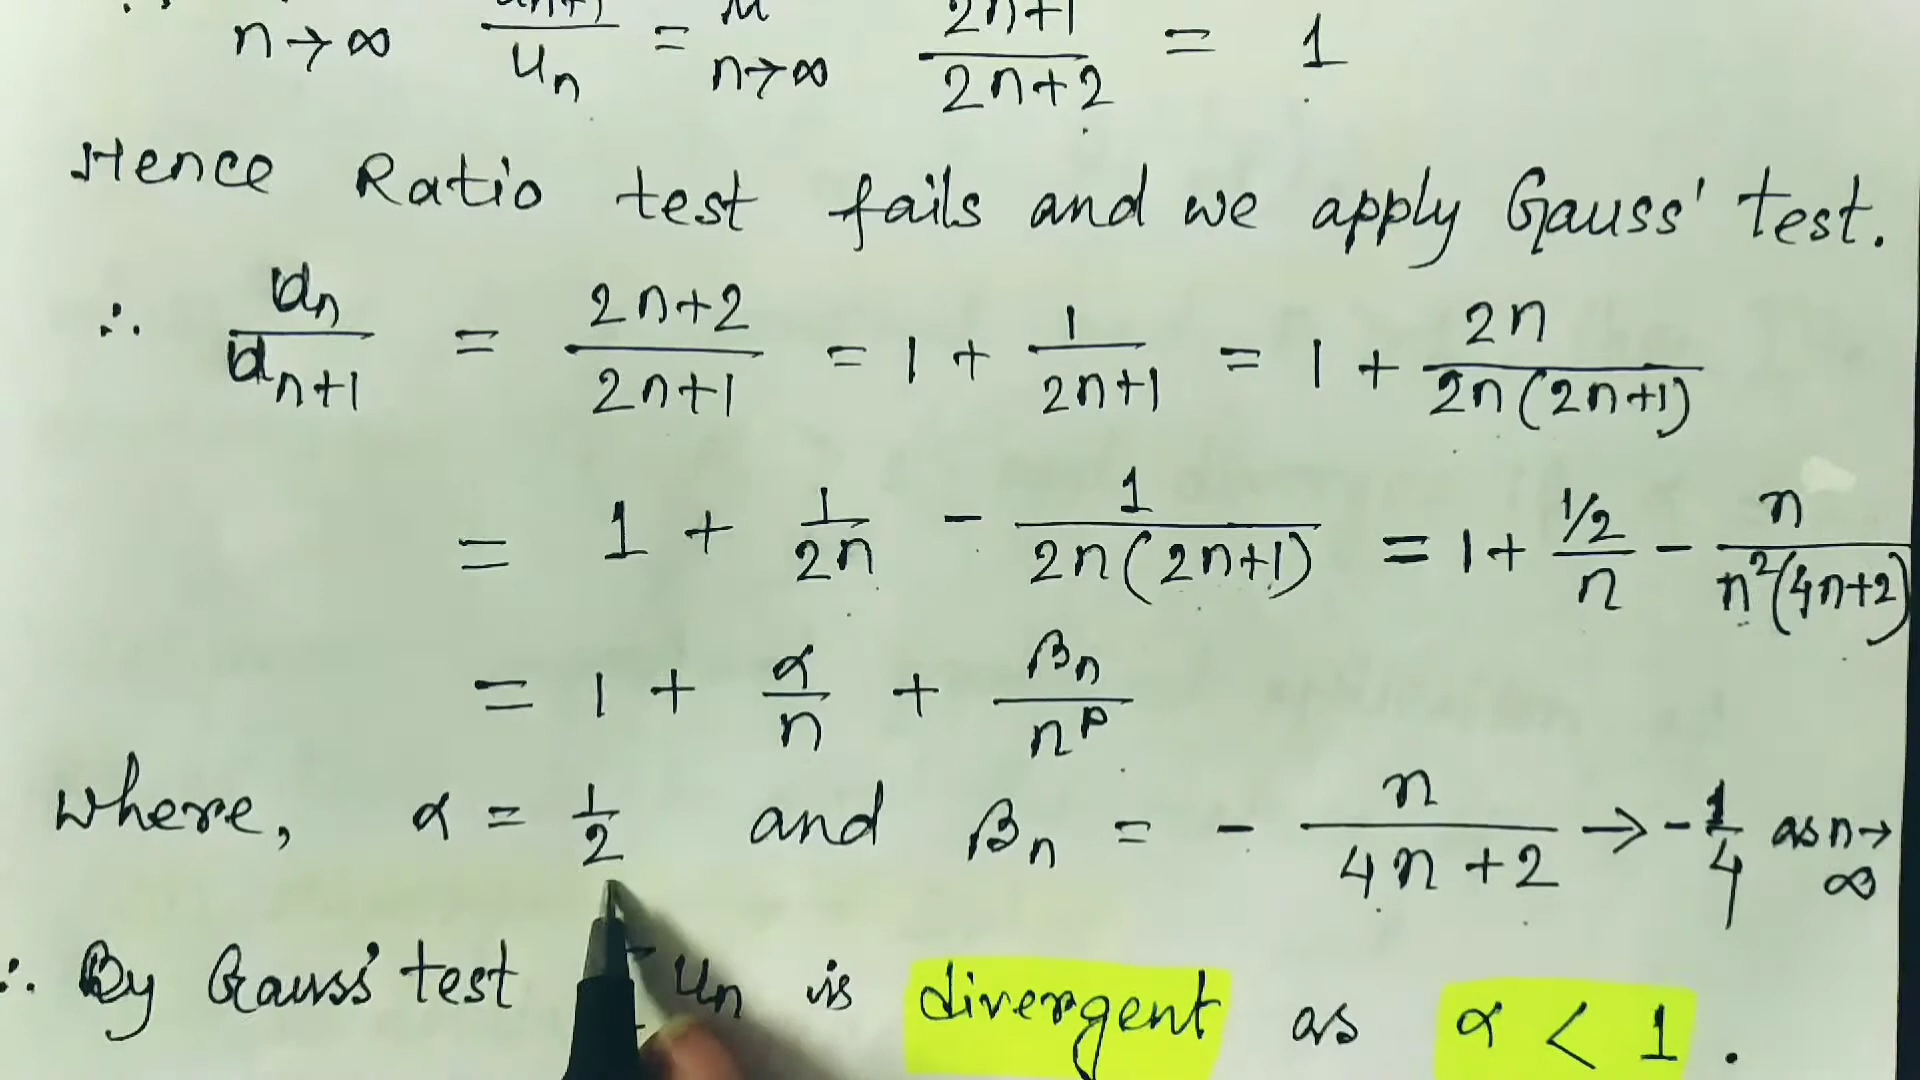 ∴ n→∞ u_{n+1}/u_n = n→∞ (2n+1)/(2n+2) = 1
Hence Ratio test fails and we apply Gauss' test.
∴ u_n/u_{n+1} = (2n+2)/(2n+1) = 1 + 1/(2n+1) = 1 + 2n/(2n(2n+1))
= 1 + 1/(2n) - 1/(2n(2n+1)) = 1 + (1/2)/n - n/(n²(4n+2))
= 1 + α/n + β_n/n^p
where, α = 1/2 and β_n = - n/(4n+2) → -1/4 as n→∞
∴ By Gauss' test u_n is divergent as α < 1.